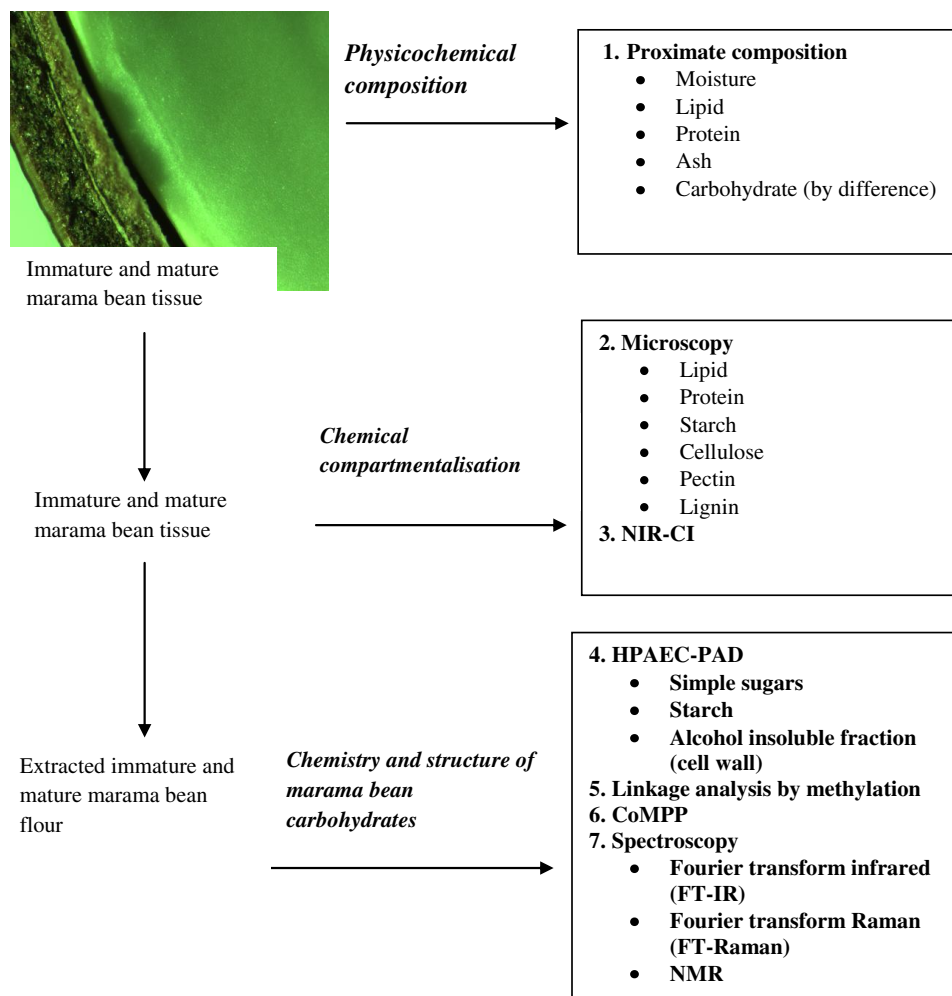 Physicochemical
composition
1. Proximate composition
• Moisture
• Lipid
• Protein
• Ash
• Carbohydrate (by difference)
Immature and mature
marama bean tissue
Chemical
compartmentalisation
2. Microscopy
• Lipid
• Protein
• Starch
• Cellulose
• Pectin
• Lignin
3. NIR-CI
Immature and mature
marama bean tissue
Chemistry and structure of
marama bean
carbohydrates
4. HPAEC-PAD
• Simple sugars
• Starch
• Alcohol insoluble fraction
(cell wall)
5. Linkage analysis by methylation
6. CoMPP
7. Spectroscopy
• Fourier transform infrared
(FT-IR)
• Fourier transform Raman
(FT-Raman)
• NMR
Extracted immature and
mature marama bean
flour